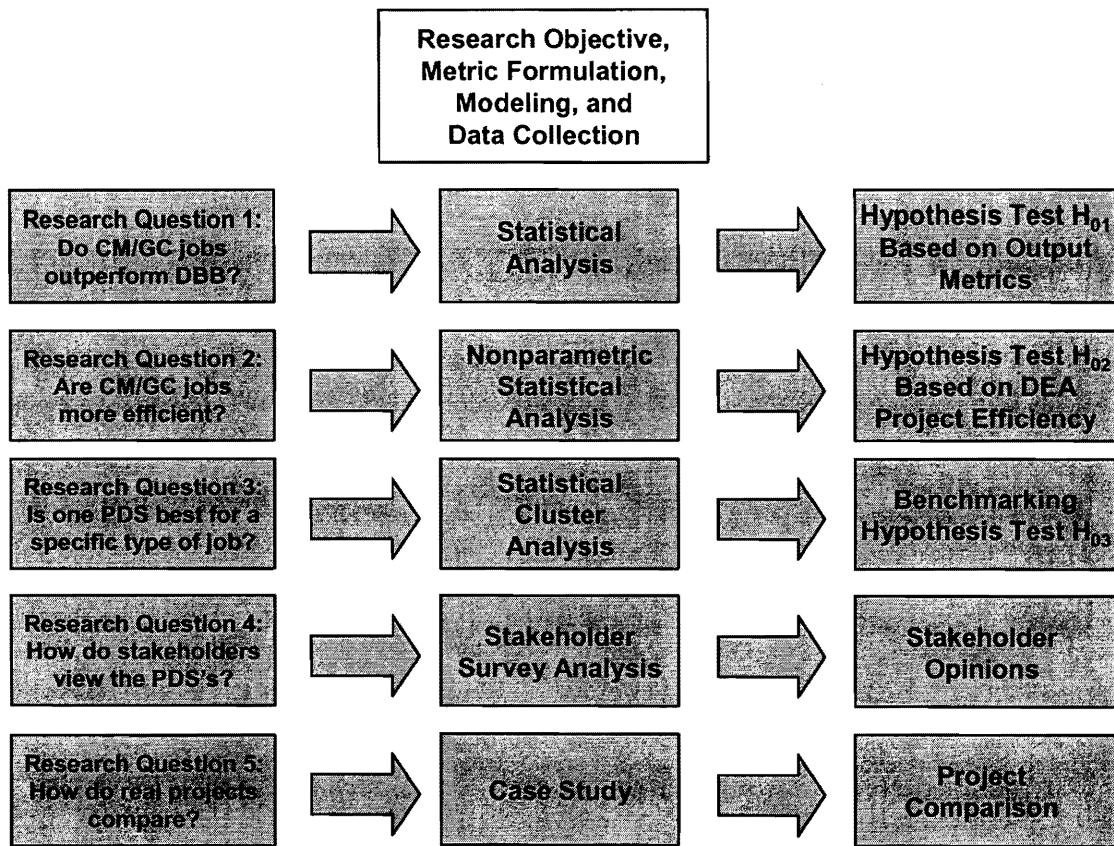 Research Objective,
Metric Formulation,
Modeling, and
Data Collection
Research Question 1:
Do CM/GC jobs
outperform DBB?
Statistical
Analysis
Hypothesis Test H₀₁
Based on Output
Metrics
Research Question 2:
Are CM/GC jobs
more efficient?
Nonparametric
Statistical
Analysis
Hypothesis Test H₀₂
Based on DEA
Project Efficiency
Research Question 3:
Is one PDS best for a
specific type of job?
Statistical
Cluster
Analysis
Benchmarking
Hypothesis Test H₀₃
Research Question 4:
How do stakeholders
view the PDS's?
Stakeholder
Survey Analysis
Stakeholder
Opinions
Research Question 5:
How do real projects
compare?
Case Study
Project
Comparison